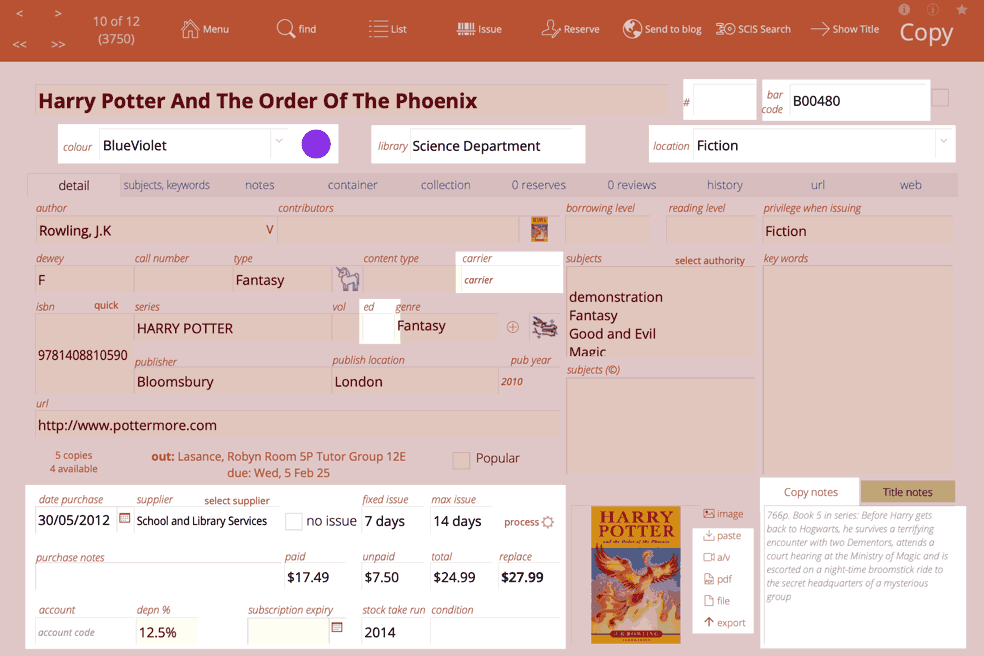 < >
<< >>
10 of 12
(3750)
Menu
find
List
Issue
Reserve
Send to blog
SCIS Search
Show Title
Copy
Harry Potter And The Order Of The Phoenix
#
bar code
B00480
colour
BlueViolet
library
Science Department
location
Fiction
detail
subjects, keywords
notes
container
collection
0 reserves
0 reviews
history
url
web
author
contributors
borrowing level
reading level
privilege when issuing
Rowling, J.K
V
Fiction
dewey
call number
type
content type
carrier
subjects
select authority
key words
F
Fantasy
carrier
demonstration
Fantasy
Good and Evil
Magic
isbn
quick
series
vol
ed
genre
HARRY POTTER
Fantasy
9781408810590
publisher
publish location
pub year
subjects (©)
Bloomsbury
London
2010
url
http://www.pottermore.com
5 copies
4 available
out: Lasance, Robyn Room 5P Tutor Group 12E
due: Wed, 5 Feb 25
Popular
date purchase
supplier
select supplier
fixed issue
max issue
30/05/2012
School and Library Services
no issue
7 days
14 days
process
purchase notes
paid
unpaid
total
replace
$17.49
$7.50
$24.99
$27.99
account
depn %
subscription expiry
stock take run
condition
account code
12.5%
2014
HARRY
POTTER
and the Order of the Phoenix
J.K.ROWLING
image
paste
a/v
pdf
file
export
Copy notes
Title notes
766p. Book 5 in series: Before Harry gets
back to Hogwarts, he survives a terrifying
encounter with two Dementors, attends a
court hearing at the Ministry of Magic and is
escorted on a night-time broomstick ride to
the secret headquarters of a mysterious
group